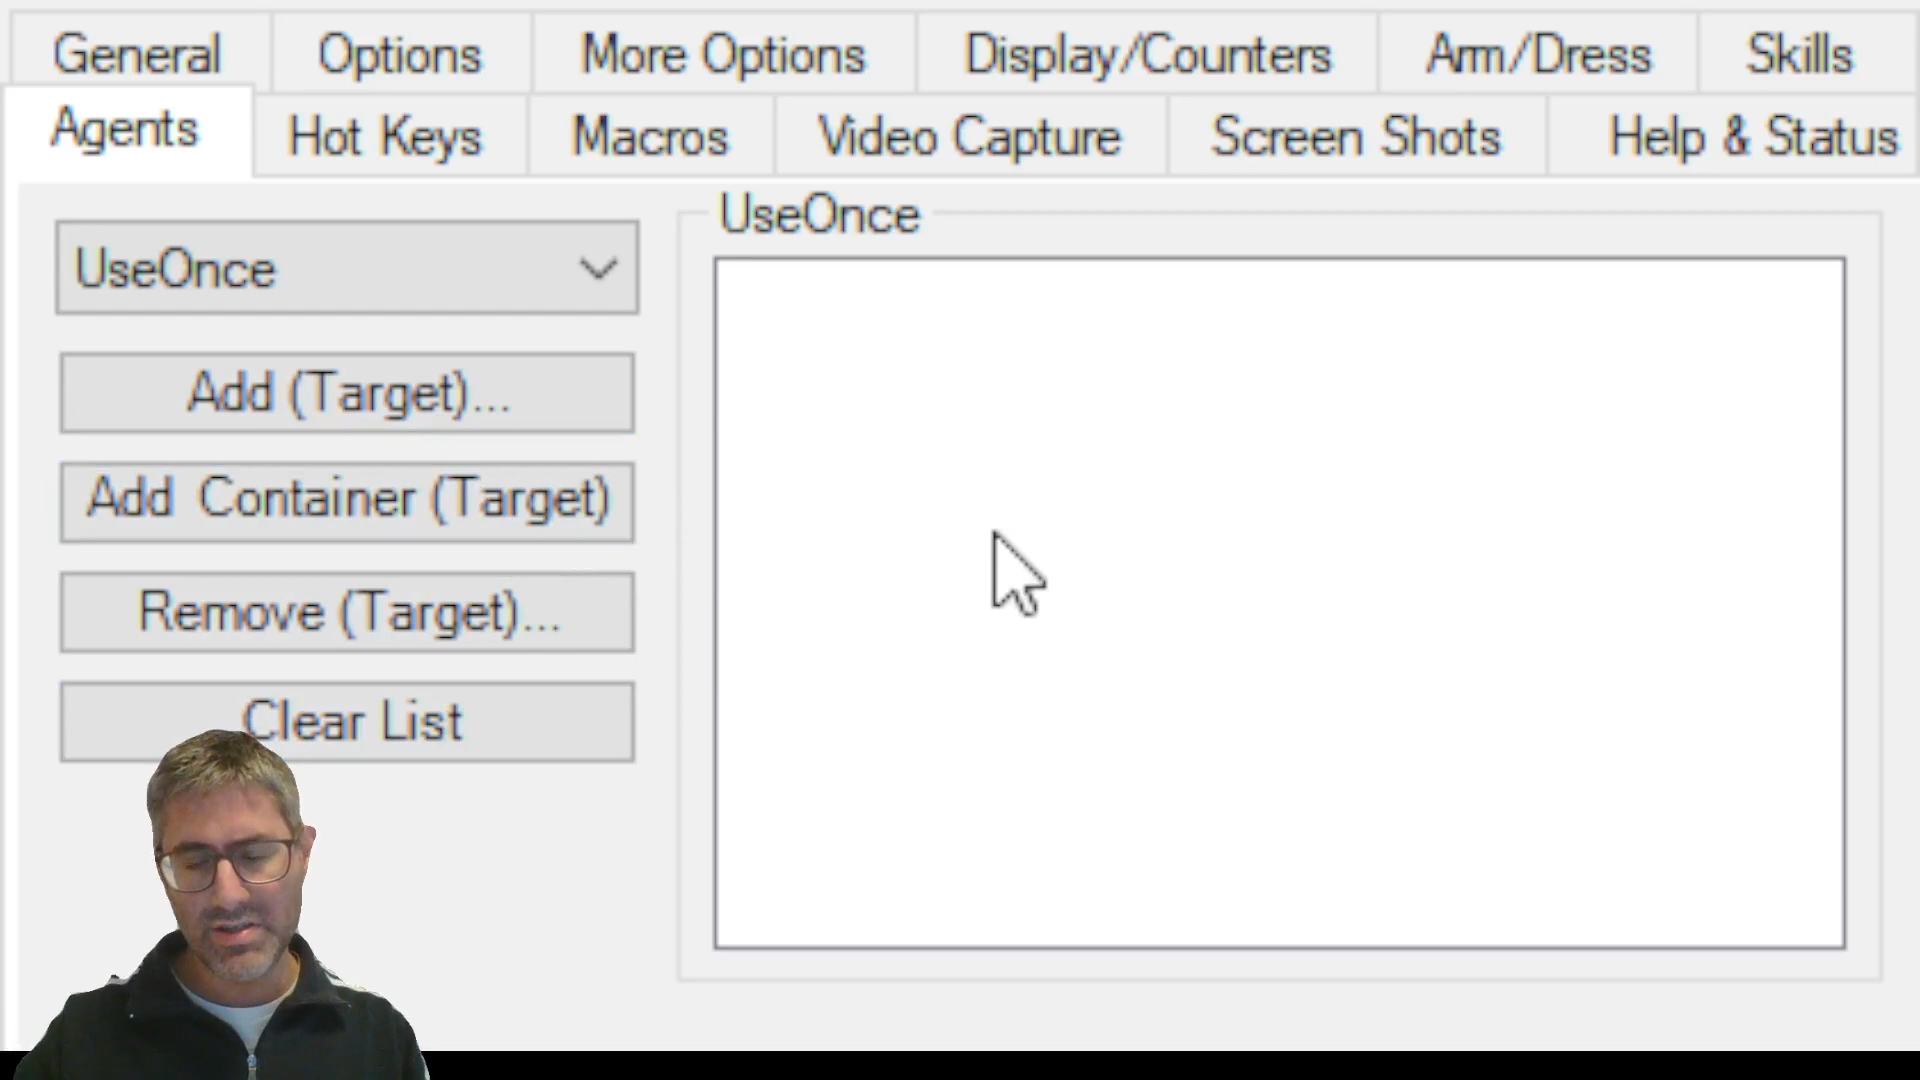 General Options More Options Display/Counters Arm/Dress Skills
Agents Hot Keys Macros Video Capture Screen Shots Help & Status
UseOnce
UseOnce
Add (Target)...
Add Container (Target)
Remove (Target)...
Clear List